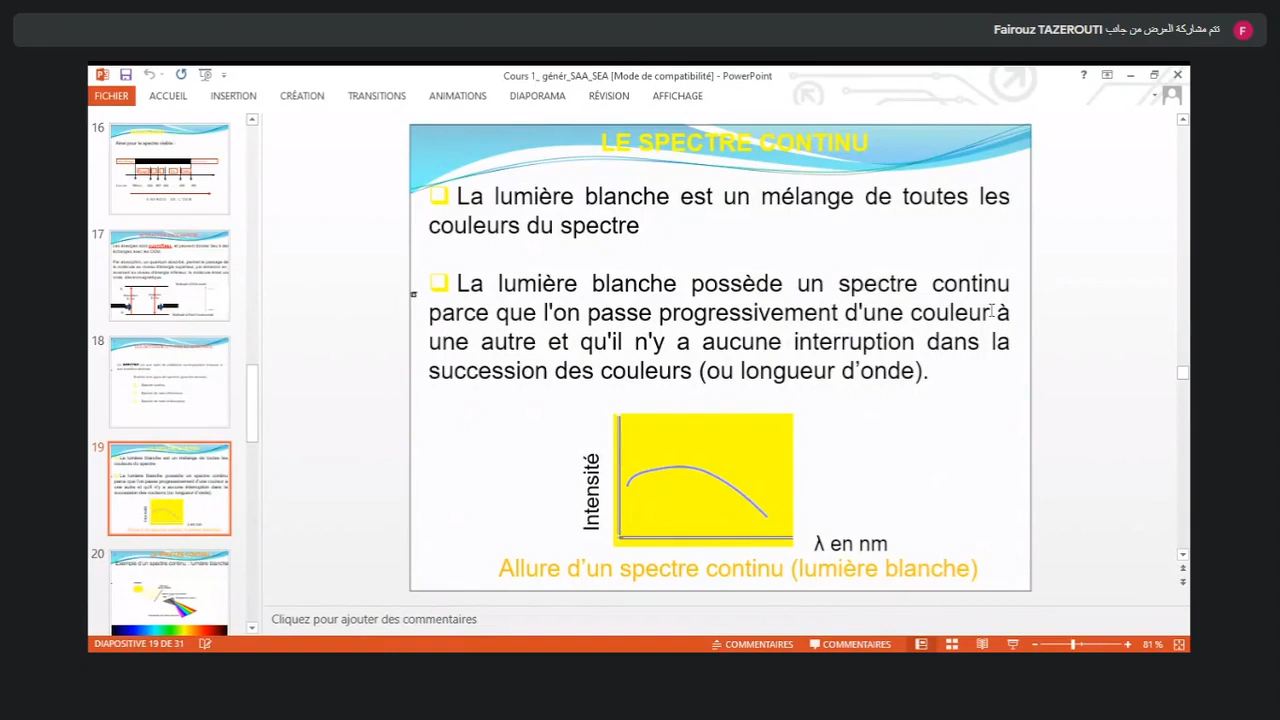 تتم مشاركة العرض من جانب Fairouz TAZEROUTI
F
Cours 1_ génér_SAA_SEA [Mode de compatibilité] - PowerPoint
FICHIER ACCUEIL INSERTION CRÉATION TRANSITIONS ANIMATIONS DIAPORAMA RÉVISION AFFICHAGE
16
17
18
19
20
LE SPECTRE CONTINU
La lumière blanche est un mélange de toutes les
couleurs du spectre
La lumière blanche possède un spectre continu
parce que l'on passe progressivement d'une couleur à
une autre et qu'il n'y a aucune interruption dans la
succession des couleurs (ou longueur d’onde).
Intensité
λ en nm
Allure d’un spectre continu (lumière blanche)
Cliquez pour ajouter des commentaires
DIAPOSITIVE 19 DE 31
COMMENTAIRES COMMENTAIRES
81 %